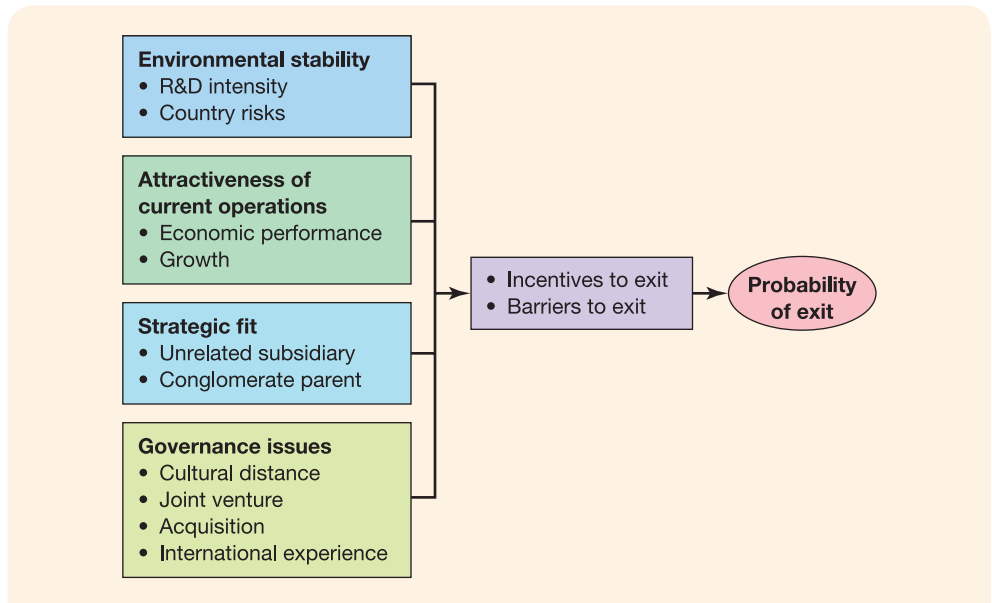 Environmental stability
• R&D intensity
• Country risks
Attractiveness of
current operations
• Economic performance
• Growth
Strategic fit
• Unrelated subsidiary
• Conglomerate parent
Governance issues
• Cultural distance
• Joint venture
• Acquisition
• International experience
• Incentives to exit
• Barriers to exit
Probability
of exit